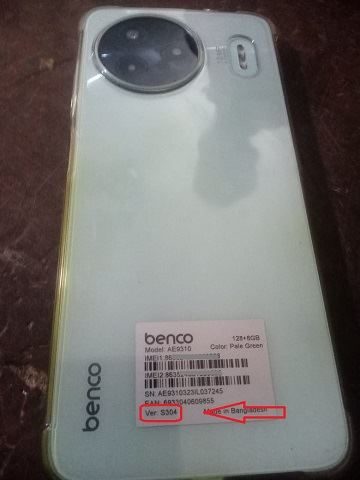 benco
benco
128+8GB
Model: AE9310
Color: Pale Green
IMEI1:
IMEI2:
SN: AE9310323IL037245
EAN: 6933040609855
Ver: S304
Made in Bangladesh